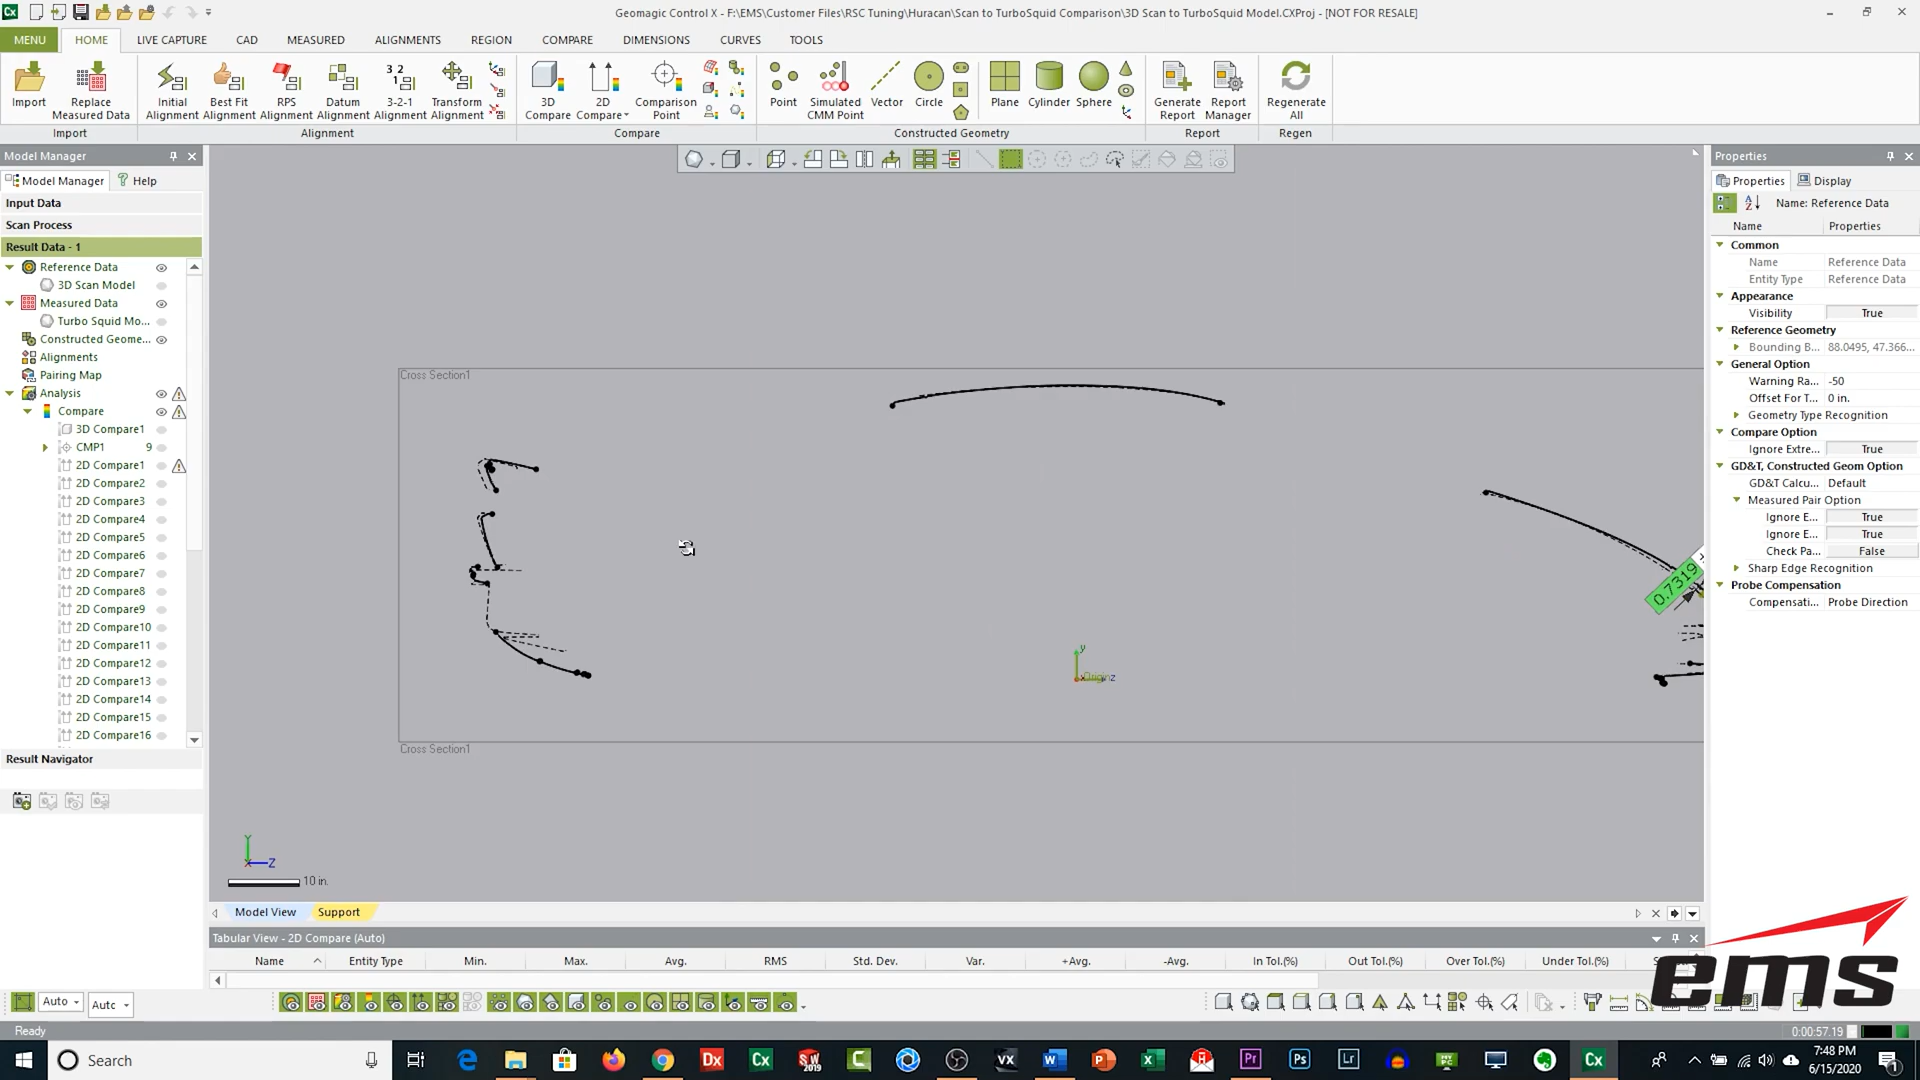 Geomagic Control X - F:\EMS\Customer Files\RSC Tuning\Huracan\Scan to TurboSquid Comparison\3D Scan to TurboSquid Model.CXProj - [NOT FOR RESALE]
MENU HOME LIVE CAPTURE CAD MEASURED ALIGNMENTS REGION COMPARE DIMENSIONS CURVES TOOLS
Import
Replace Measured Data
Initial Alignment
Best Fit Alignment
RPS Alignment
Datum Alignment
3-2-1 Alignment
Transform Alignment
3D Compare
2D Compare
Comparison Point
Point
Simulated CMM Point
Vector
Circle
Plane
Cylinder
Sphere
Generate Report
Report Manager
Regenerate All
Import Alignment Compare Constructed Geometry Report Regen
Model Manager
Model Manager Help
Input Data
Scan Process
Result Data - 1
Reference Data
3D Scan Model
Measured Data
Turbo Squid Mo...
Constructed Geome...
Alignments
Pairing Map
Analysis
Compare
3D Compare1
CMP1 9
2D Compare1
2D Compare2
2D Compare3
2D Compare4
2D Compare5
2D Compare6
2D Compare7
2D Compare8
2D Compare9
2D Compare10
2D Compare11
2D Compare12
2D Compare13
2D Compare14
2D Compare15
2D Compare16
Result Navigator
Cross Section1
0.7319
y
Origin z
Cross Section1
Y
Z
10 in.
Model View Support
Tabular View - 2D Compare (Auto)
Name Entity Type Min. Max. Avg. RMS Std. Dev. Var. +Avg. -Avg. In Tol.(%) Out Tol.(%) Over Tol.(%) Under Tol.(%)
Properties
Properties Display
Name: Reference Data
Name Properties
Common
Name Reference Data
Entity Type Reference Data
Appearance
Visibility True
Reference Geometry
Bounding B... 88.0495, 47.366...
General Option
Warning Ra... -50
Offset For T... 0 in.
Geometry Type Recognition
Compare Option
Ignore Extre... True
GD&T, Constructed Geom Option
GD&T Calcu... Default
Measured Pair Option
Ignore E... True
Ignore E... True
Check Pa... False
Sharp Edge Recognition
Probe Compensation
Compensati... Probe Direction
ems
Auto Autc
Ready
0:00:57.19
Search
7:48 PM
6/15/2020